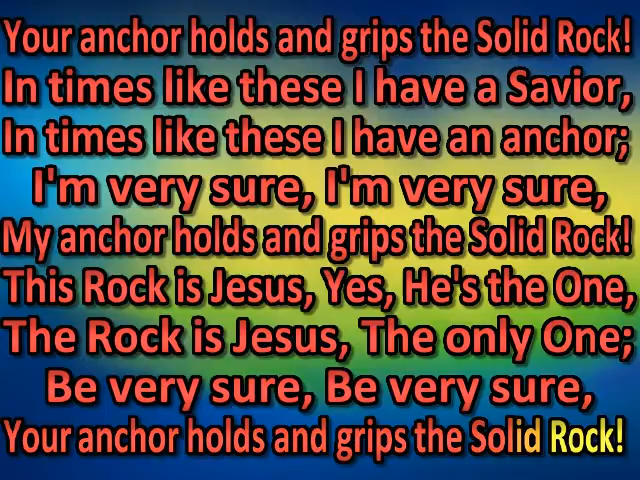 Your anchor holds and grips the Solid Rock!
In times like these I have a Savior,
In times like these I have an anchor;
I'm very sure, I'm very sure,
My anchor holds and grips the Solid Rock!
This Rock is Jesus, Yes, He's the One,
The Rock is Jesus, The only One;
Be very sure, Be very sure,
Your anchor holds and grips the Solid Rock!